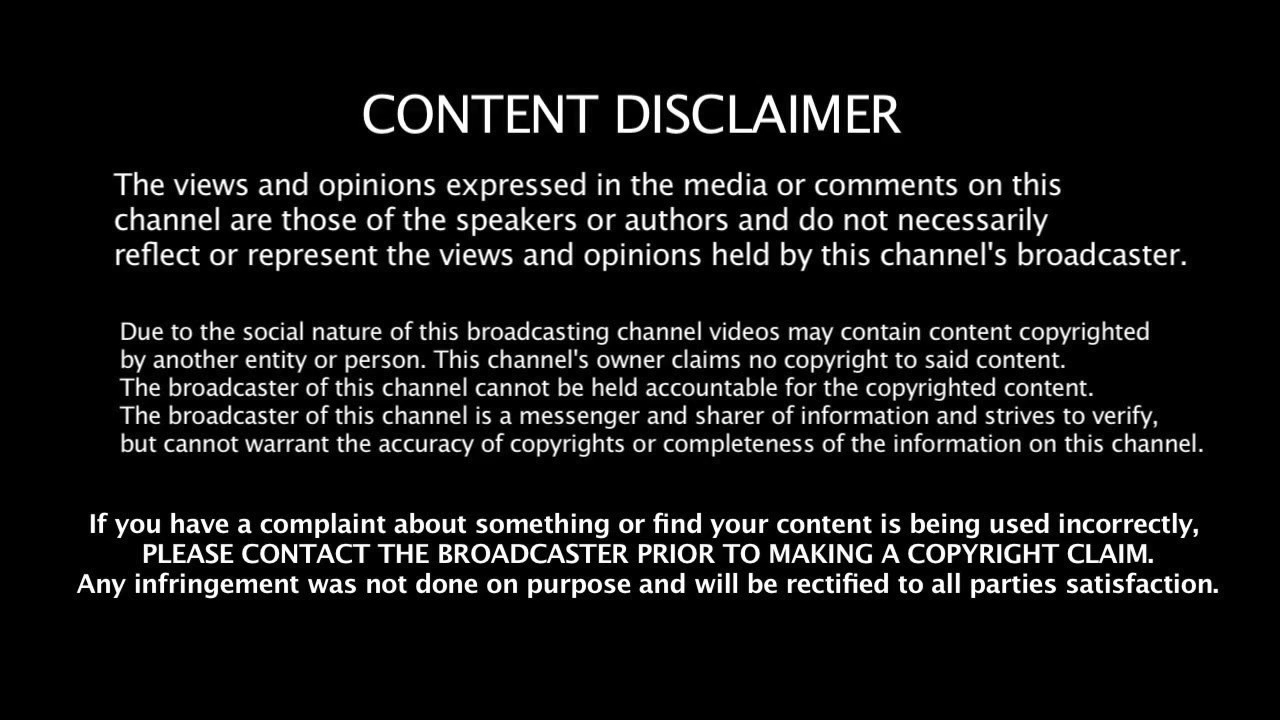 CONTENT DISCLAIMER
The views and opinions expressed in the media or comments on this
channel are those of the speakers or authors and do not necessarily
reflect or represent the views and opinions held by this channel's broadcaster.
Due to the social nature of this broadcasting channel videos may contain content copyrighted
by another entity or person. This channel's owner claims no copyright to said content.
The broadcaster of this channel cannot be held accountable for the copyrighted content.
The broadcaster of this channel is a messenger and sharer of information and strives to verify,
but cannot warrant the accuracy of copyrights or completeness of the information on this channel.
If you have a complaint about something or find your content is being used incorrectly,
PLEASE CONTACT THE BROADCASTER PRIOR TO MAKING A COPYRIGHT CLAIM.
Any infringement was not done on purpose and will be rectified to all parties satisfaction.